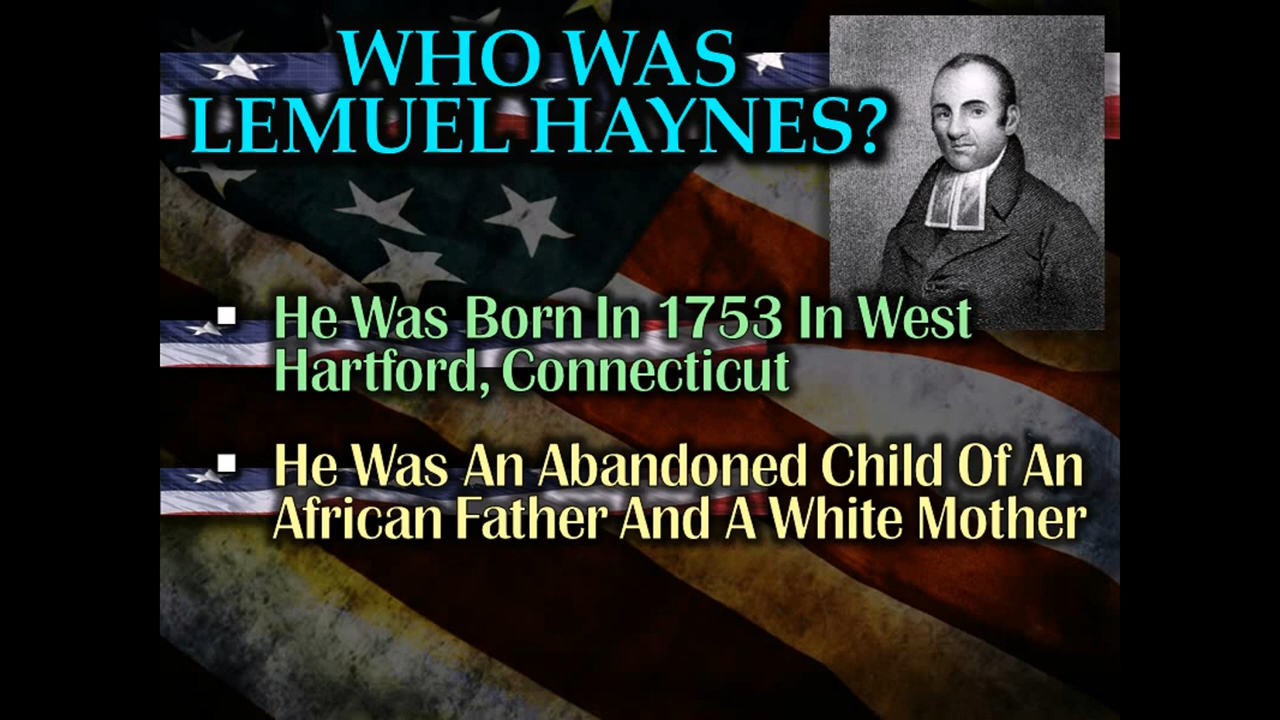 WHO WAS
LEMUEL HAYNES?
He Was Born In 1753 In West
Hartford, Connecticut
He Was An Abandoned Child Of An
African Father And A White Mother